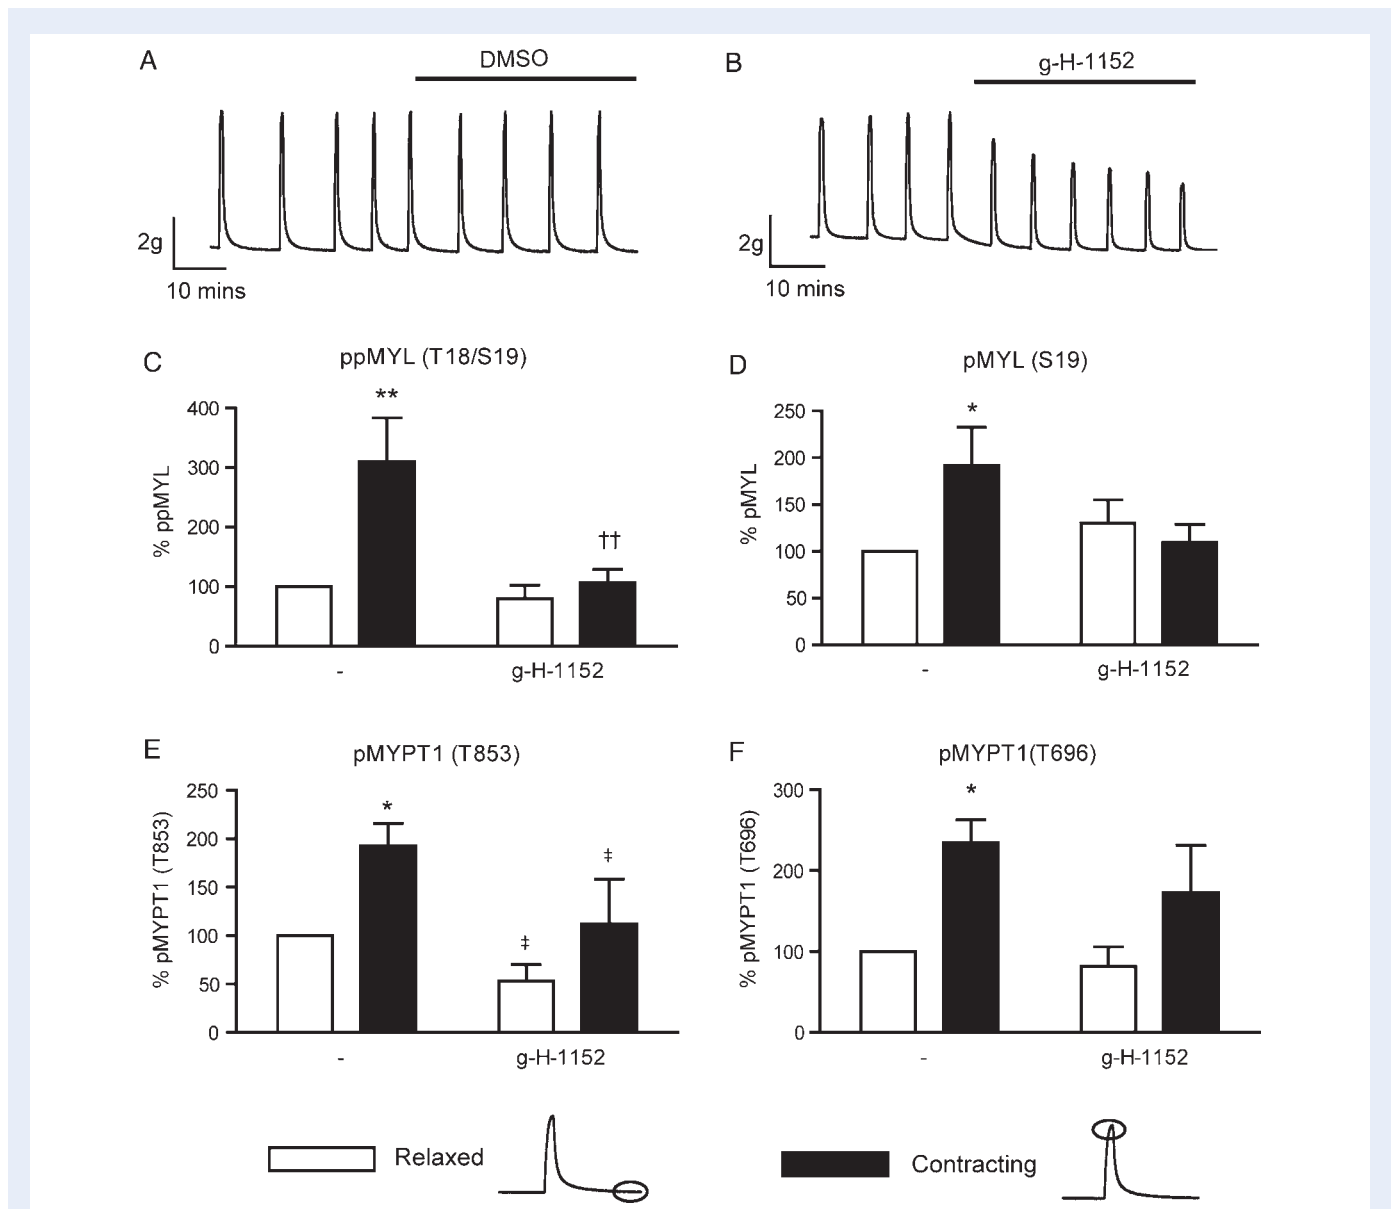 A
DMSO
2g
10 mins
B
g-H-1152
2g
10 mins
C
ppMYL (T18/S19)
**
††
% ppMYL
400
300
200
100
0
-
g-H-1152
D
pMYL (S19)
*
% pMYL
250
200
150
100
50
0
-
g-H-1152
E
pMYPT1 (T853)
*
‡
‡
% pMYPT1 (T853)
250
200
150
100
50
0
-
g-H-1152
F
pMYPT1(T696)
*
% pMYPT1 (T696)
300
200
100
0
-
g-H-1152
Relaxed
Contracting